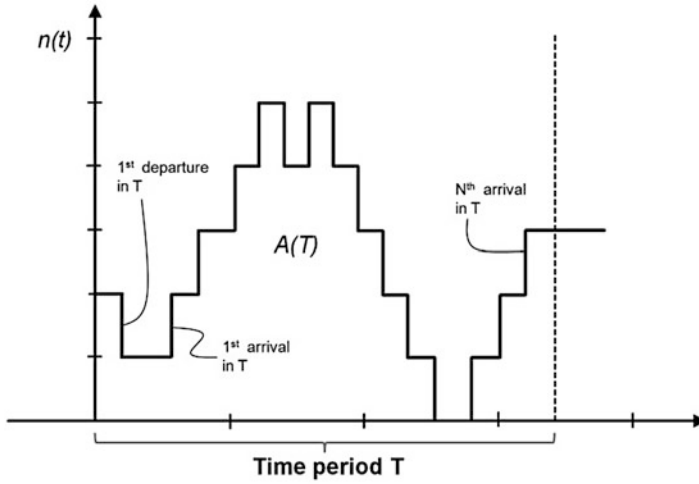 n(t)
1st departure
in T
A(T)
Nth arrival
in T
1st arrival
in T
Time period T